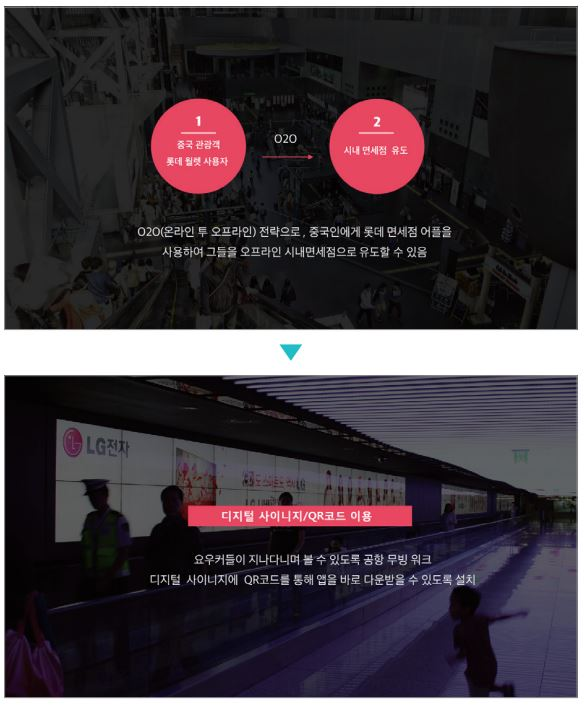 1
중국 관광객
롯데 월렛 사용자
O2O
2
시내 면세점 유도
O2O(온라인 투 오프라인) 전략으로 , 중국인에게 롯데 면세점 어플을
사용하여 그들을 오프라인 시내면세점으로 유도할 수 있음
LG전자
디지털 사이니지/QR코드 이용
요우커들이 지나다니며 볼 수 있도록 공항 무빙 워크
디지털 사이니지에 QR코드를 통해 앱을 바로 다운받을 수 있도록 설치